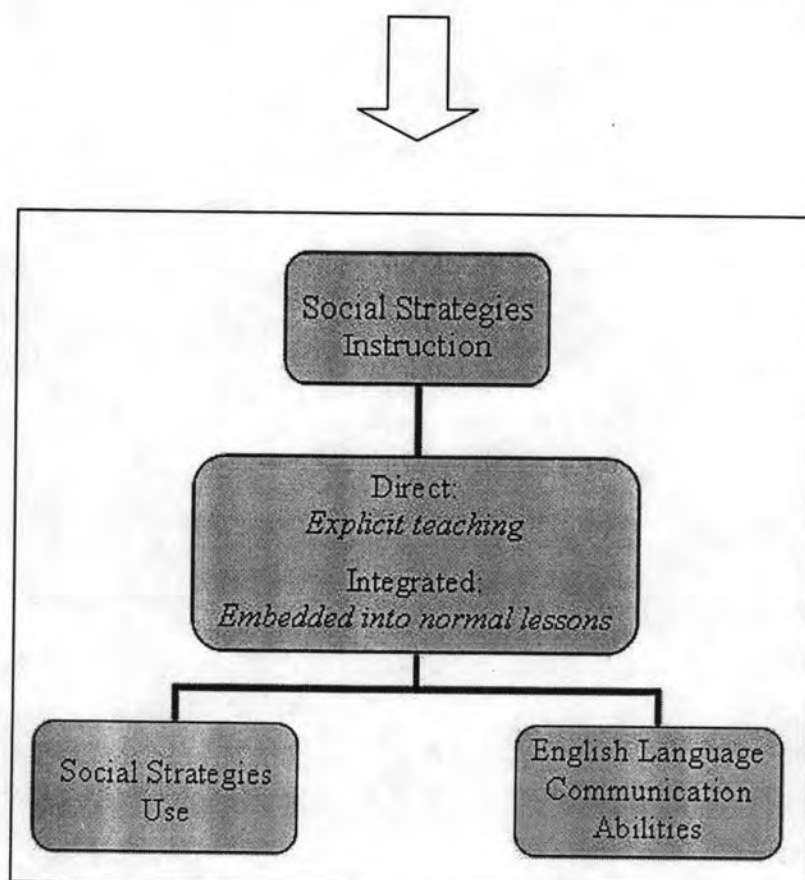 Social Strategies
Instruction
Direct:
Explicit teaching
Integrated:
Embedded into normal lessons
Social Strategies
Use
English Language
Communication
Abilities